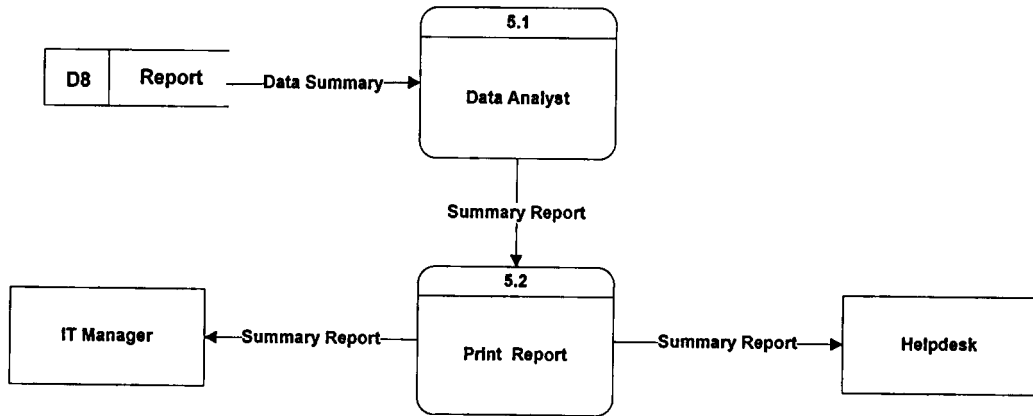 5.1
D8
Report
Data Summary
Data Analyst
Summary Report
5.2
IT Manager
Summary Report
Print Report
Summary Report
Helpdesk